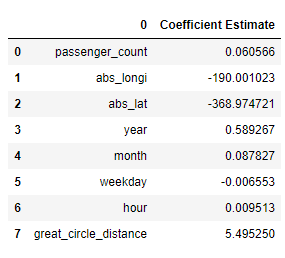 0 Coefficient Estimate
0 passenger_count 0.060566
1 abs_longi -190.001023
2 abs_lat -368.974721
3 year 0.589267
4 month 0.087827
5 weekday -0.006553
6 hour 0.009513
7 great_circle_distance 5.495250